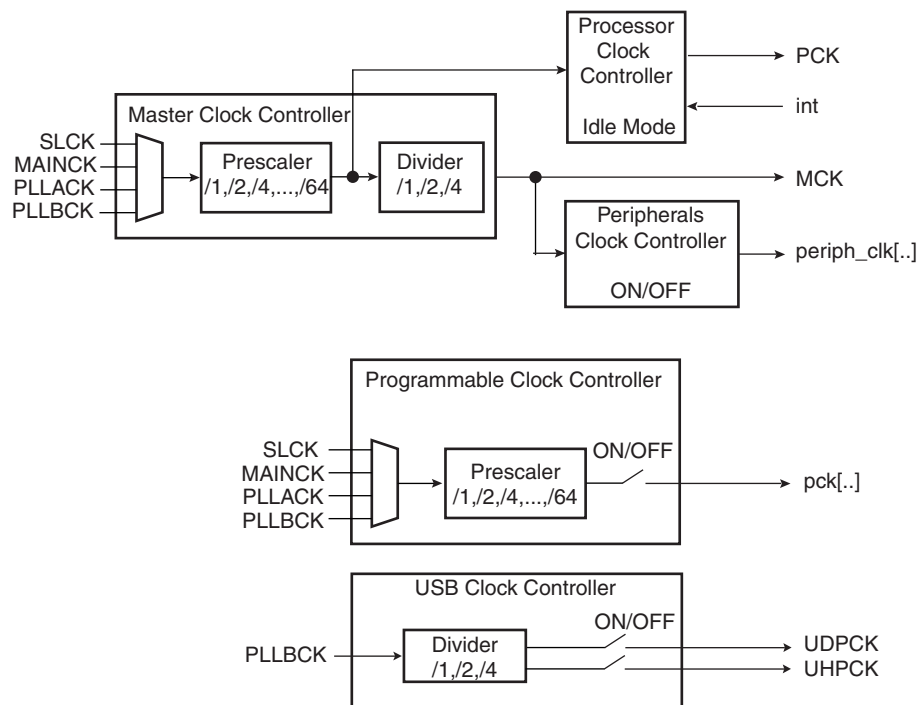 Processor
Clock
Controller
Idle Mode
PCK
int
Master Clock Controller
SLCK
MAINCK
PLLACK
PLLBCK
Prescaler
/1,/2,/4,...,/64
Divider
/1,/2,/4
MCK
Peripherals
Clock Controller
ON/OFF
periph_clk[..]
Programmable Clock Controller
SLCK
MAINCK
PLLACK
PLLBCK
Prescaler
/1,/2,/4,...,/64
ON/OFF
pck[..]
USB Clock Controller
PLLBCK
Divider
/1,/2,/4
ON/OFF
UDPCK
UHPCK